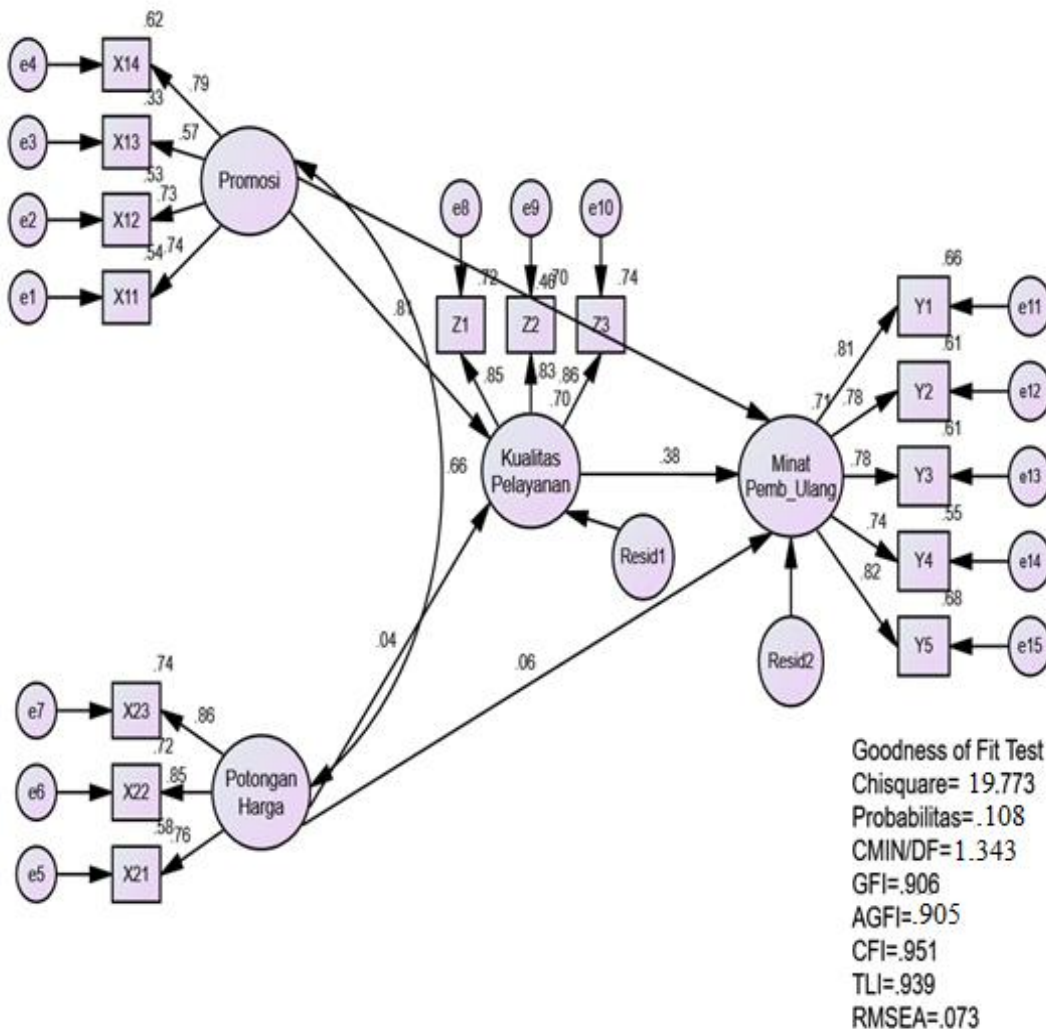 .62
e4
X14
.79
.33
e3
X13
.57
.53
Promosi
e2
X12
.73
.54
.74
e1
X11
e8
e9
e10
.72
.46
.70
.74
Z1
Z2
Z3
.81
.85
.83
.86
.70
.66
Kualitas
Pelayanan
.38
Resid1
.66
Y1
e11
.81
.61
Y2
e12
.71
.78
.61
Minat
Pemb_Ulang
.78
Y3
e13
.74
.55
Y4
e14
.82
.68
Y5
e15
Resid2
.04
.06
.74
e7
X23
.86
.72
e6
X22
.85
Potongan
Harga
.58
.76
e5
X21
Goodness of Fit Test
Chisquare= 19.773
Probabilitas=.108
CMIN/DF=1.343
GFI=.906
AGFI=.905
CFI=.951
TLI=.939
RMSEA=.073